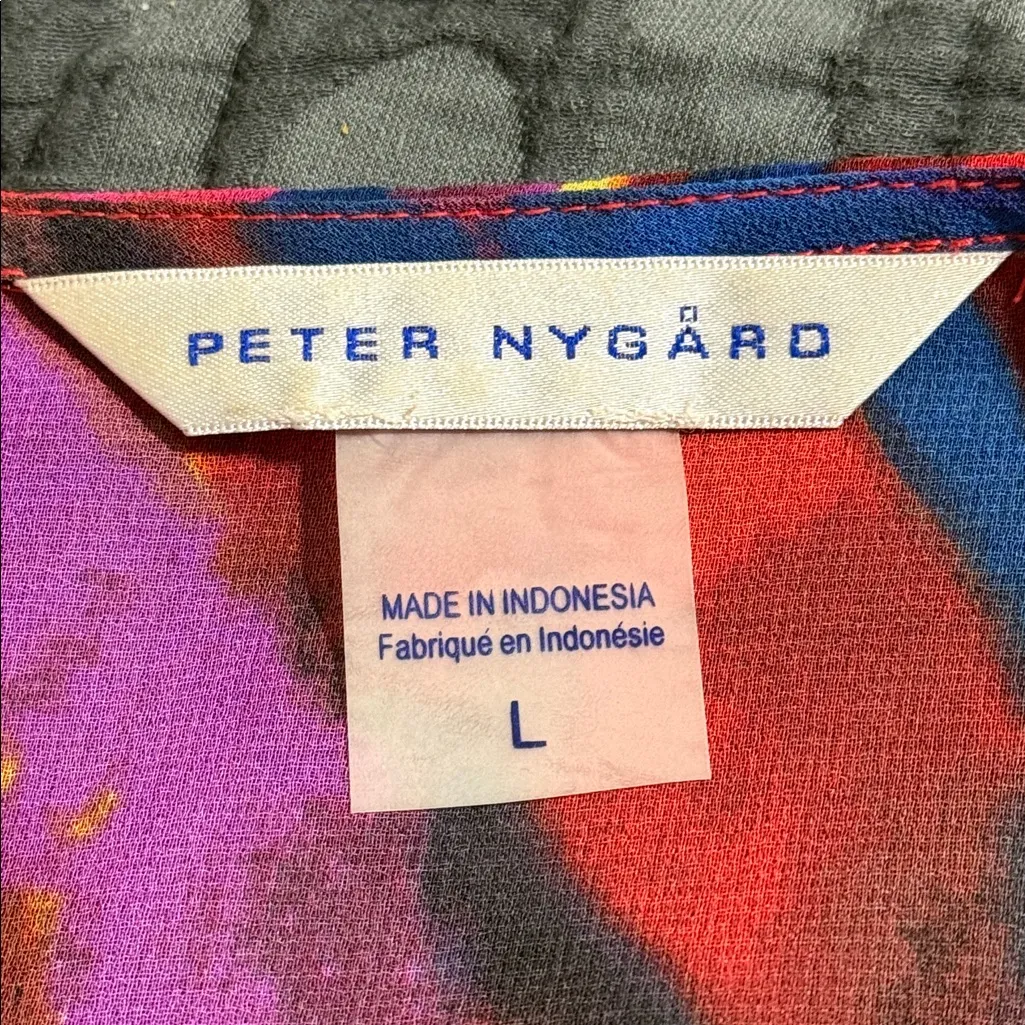 PETER NYGÅRD
MADE IN INDONESIA
Fabriqué en Indonésie
L